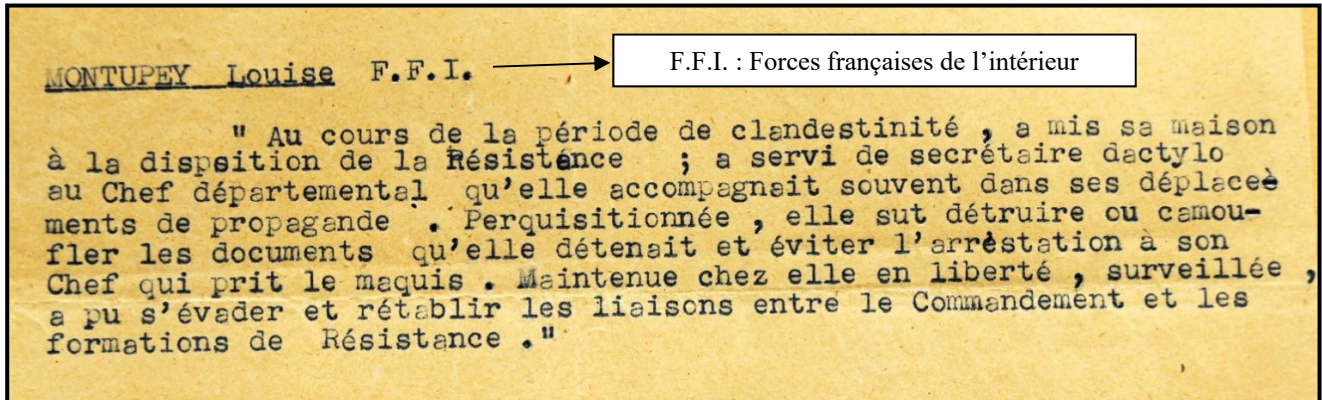 MONTUPEY Louise F.F.I.
F.F.I. : Forces françaises de l'intérieur
" Au cours de la période de clandestinité , a mis sa maison
à la dispsition de la Résisténce ; a servi de secrétaire dactylo
au Chef départemental qu'elle accompagnait souvent dans ses déplaceè
ments de propagande . Perquisitionnée , elle sut détruire ou camou-
fler les documents qu'elle détenait et éviter l'arrèstation à son
Chef qui prit le maquis . Maintenue chez elle en liberté , surveillée ,
a pu s'évader et rétablir les liaisons entre le Commandement et les
formations de Résistance ."